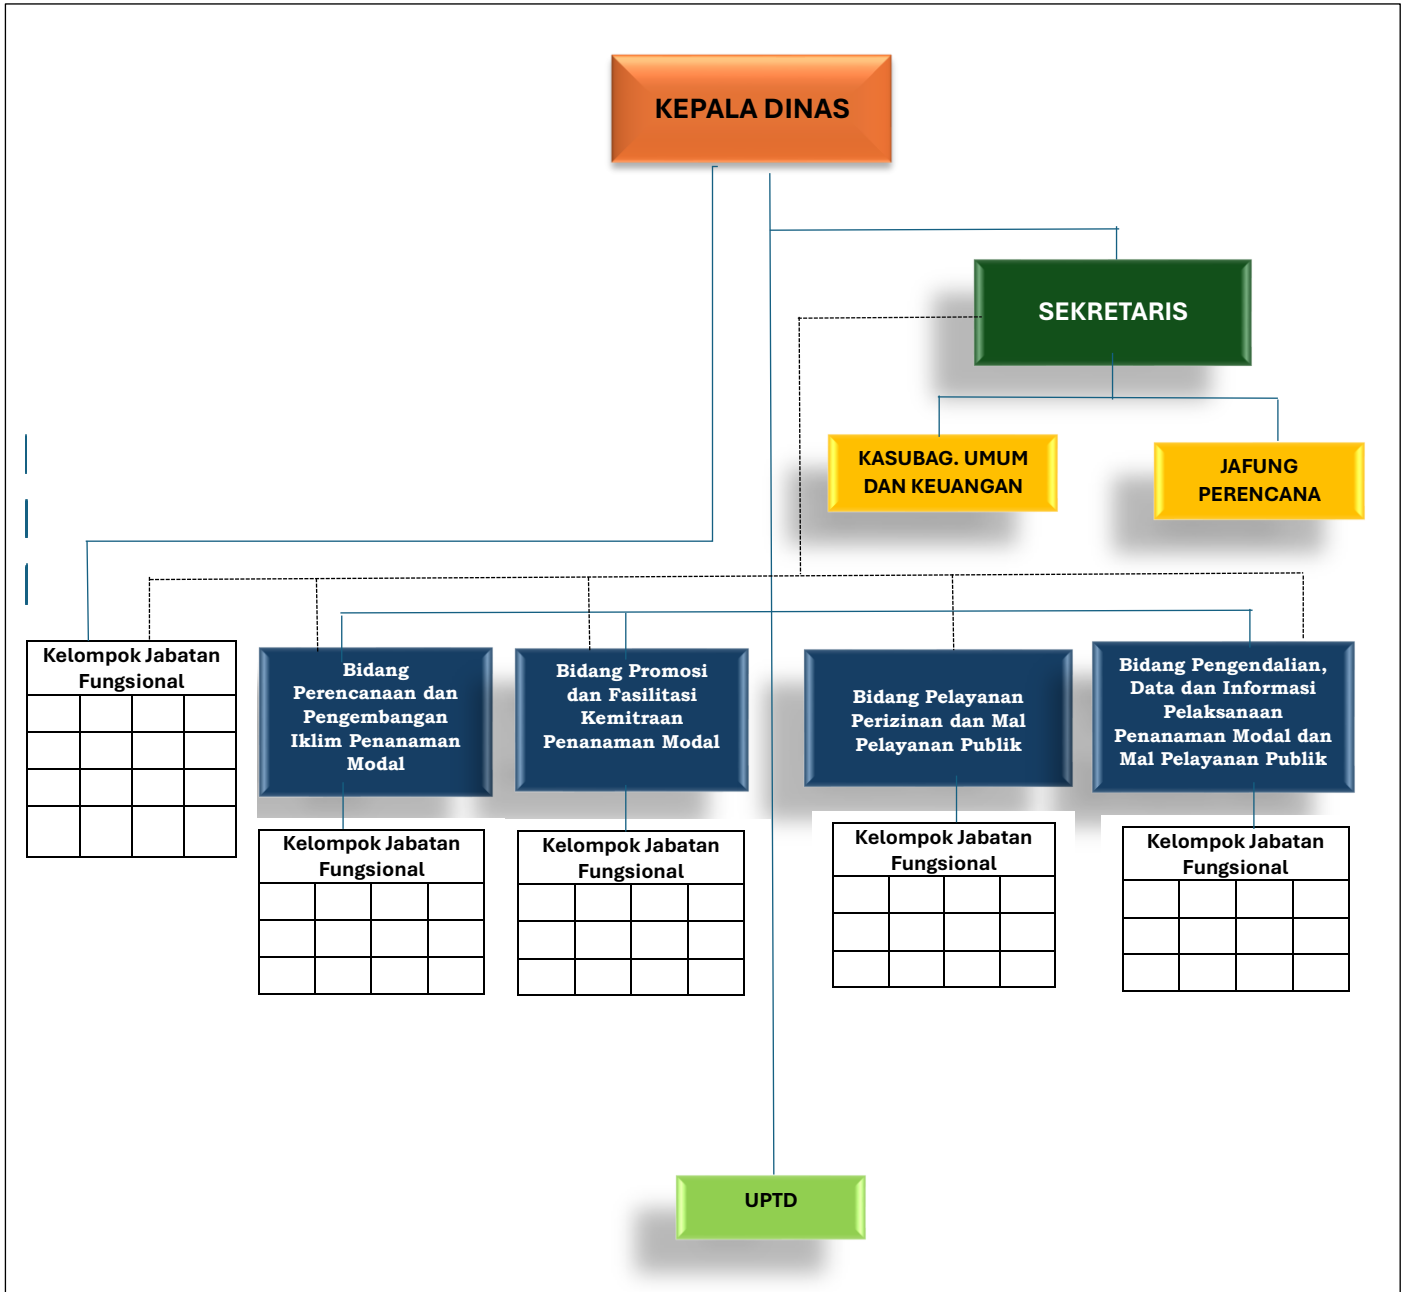 KEPALA DINAS
SEKRETARIS
KASUBAG. UMUM
DAN KEUANGAN
JAFUNG
PERENCANA
Kelompok Jabatan
Fungsional
Bidang
Perencanaan dan
Pengembangan
Iklim Penanaman
Modal
Bidang Promosi
dan Fasilitasi
Kemitraan
Penanaman Modal
Bidang Pelayanan
Perizinan dan Mal
Pelayanan Publik
Bidang Pengendalian,
Data dan Informasi
Pelaksanaan
Penanaman Modal dan
Mal Pelayanan Publik
Kelompok Jabatan
Fungsional
Kelompok Jabatan
Fungsional
Kelompok Jabatan
Fungsional
Kelompok Jabatan
Fungsional
UPTD